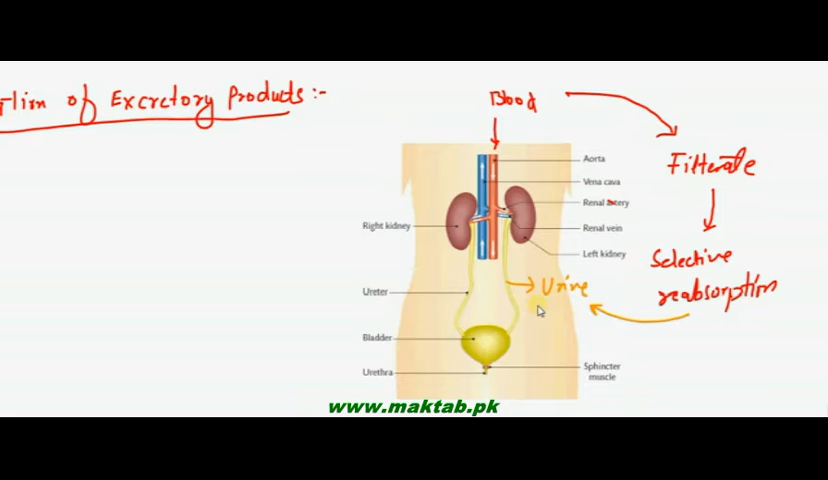 of Excretory Products:-
Blood
Filterate
Selective
reabsorption
Urine
Aorta
Vena cava
Renal artery
Renal vein
Left kidney
Right kidney
Ureter
Bladder
Urethra
Sphincter
muscle
www.maktab.pk